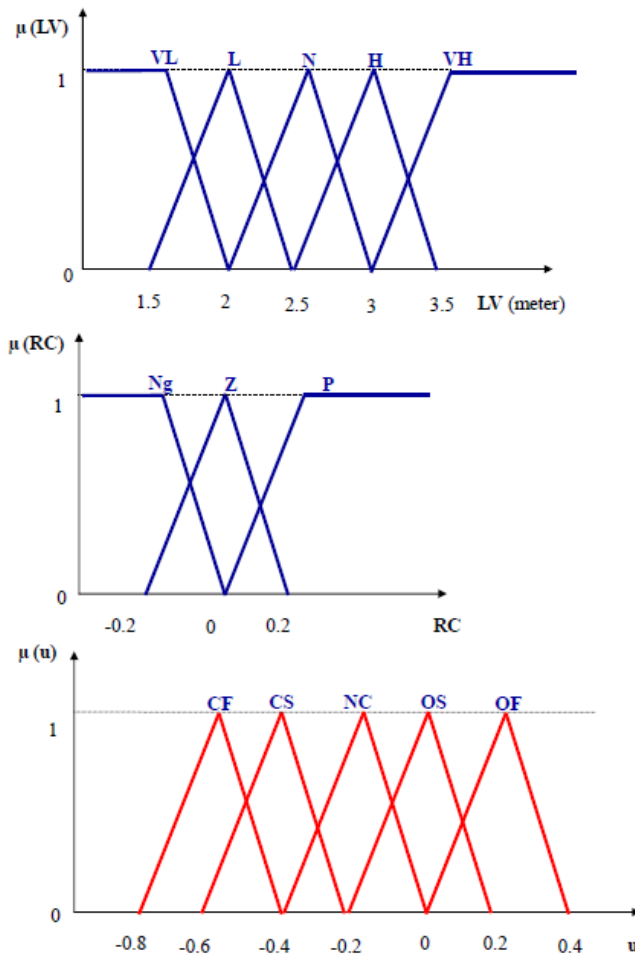 μ (LV)
VL L N H VH
1
0
1.5 2 2.5 3 3.5 LV (meter)
μ (RC)
Ng Z P
1
0
-0.2 0 0.2 RC
μ (u)
CF CS NC OS OF
1
0
-0.8 -0.6 -0.4 -0.2 0 0.2 0.4 u